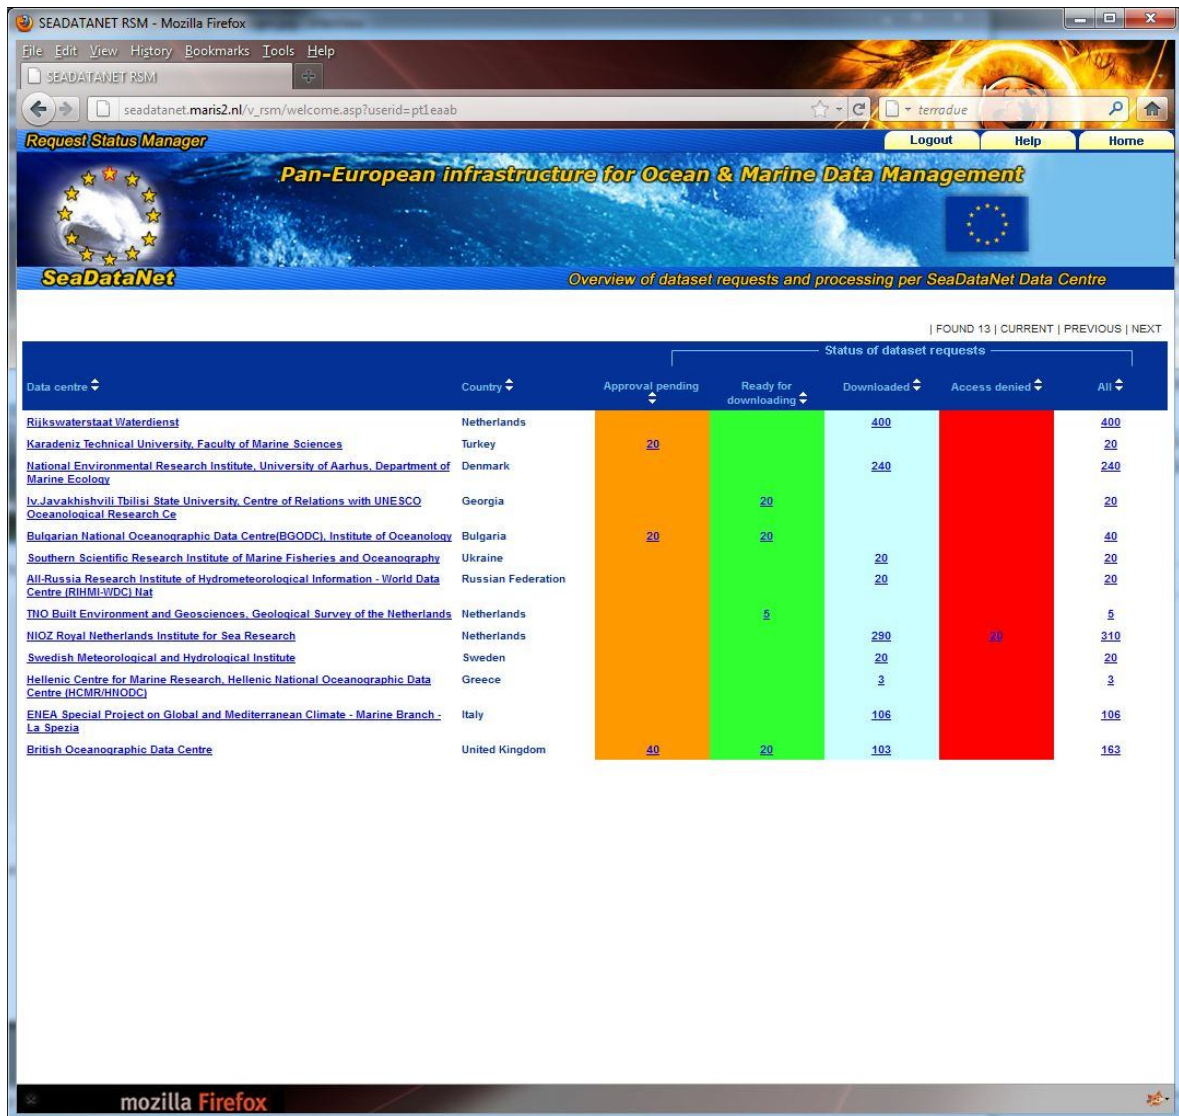 SEADATANET RSM - Mozilla Firefox
File Edit View History Bookmarks Tools Help
SEADATANET RSM
seadatanet.maris2.nl/v_rsm/welcome.asp?userid=pt1eaab
terradue
Request Status Manager
Logout Help Home
Pan-European infrastructure for Ocean & Marine Data Management
SeaDataNet
Overview of dataset requests and processing per SeaDataNet Data Centre
| FOUND 13 | CURRENT | PREVIOUS | NEXT
Status of dataset requests
Data centre Country Approval pending Ready for downloading Downloaded Access denied All
Rijkswaterstaat Waterdienst Netherlands 400 400
Karadeniz Technical University, Faculty of Marine Sciences Turkey 20 20
National Environmental Research Institute, University of Aarhus, Department of Denmark 240 240
Marine Ecology
Iv.Javakhishvili Tbilisi State University, Centre of Relations with UNESCO Georgia 20 20
Oceanological Research Ce
Bulgarian National Oceanographic Data Centre(BGODC), Institute of Oceanology Bulgaria 20 20 40
Southern Scientific Research Institute of Marine Fisheries and Oceanography Ukraine 20 20
All-Russia Research Institute of Hydrometeorological Information - World Data Russian Federation 20 20
Centre (RIHMI-WDC) Nat
TNO Built Environment and Geosciences, Geological Survey of the Netherlands Netherlands 5 5
NIOZ Royal Netherlands Institute for Sea Research Netherlands 290 20 310
Swedish Meteorological and Hydrological Institute Sweden 20 20
Hellenic Centre for Marine Research, Hellenic National Oceanographic Data Greece 3 3
Centre (HCMR/HNODC)
ENEA Special Project on Global and Mediterranean Climate - Marine Branch - Italy 106 106
La Spezia
British Oceanographic Data Centre United Kingdom 40 20 103 163
mozilla Firefox